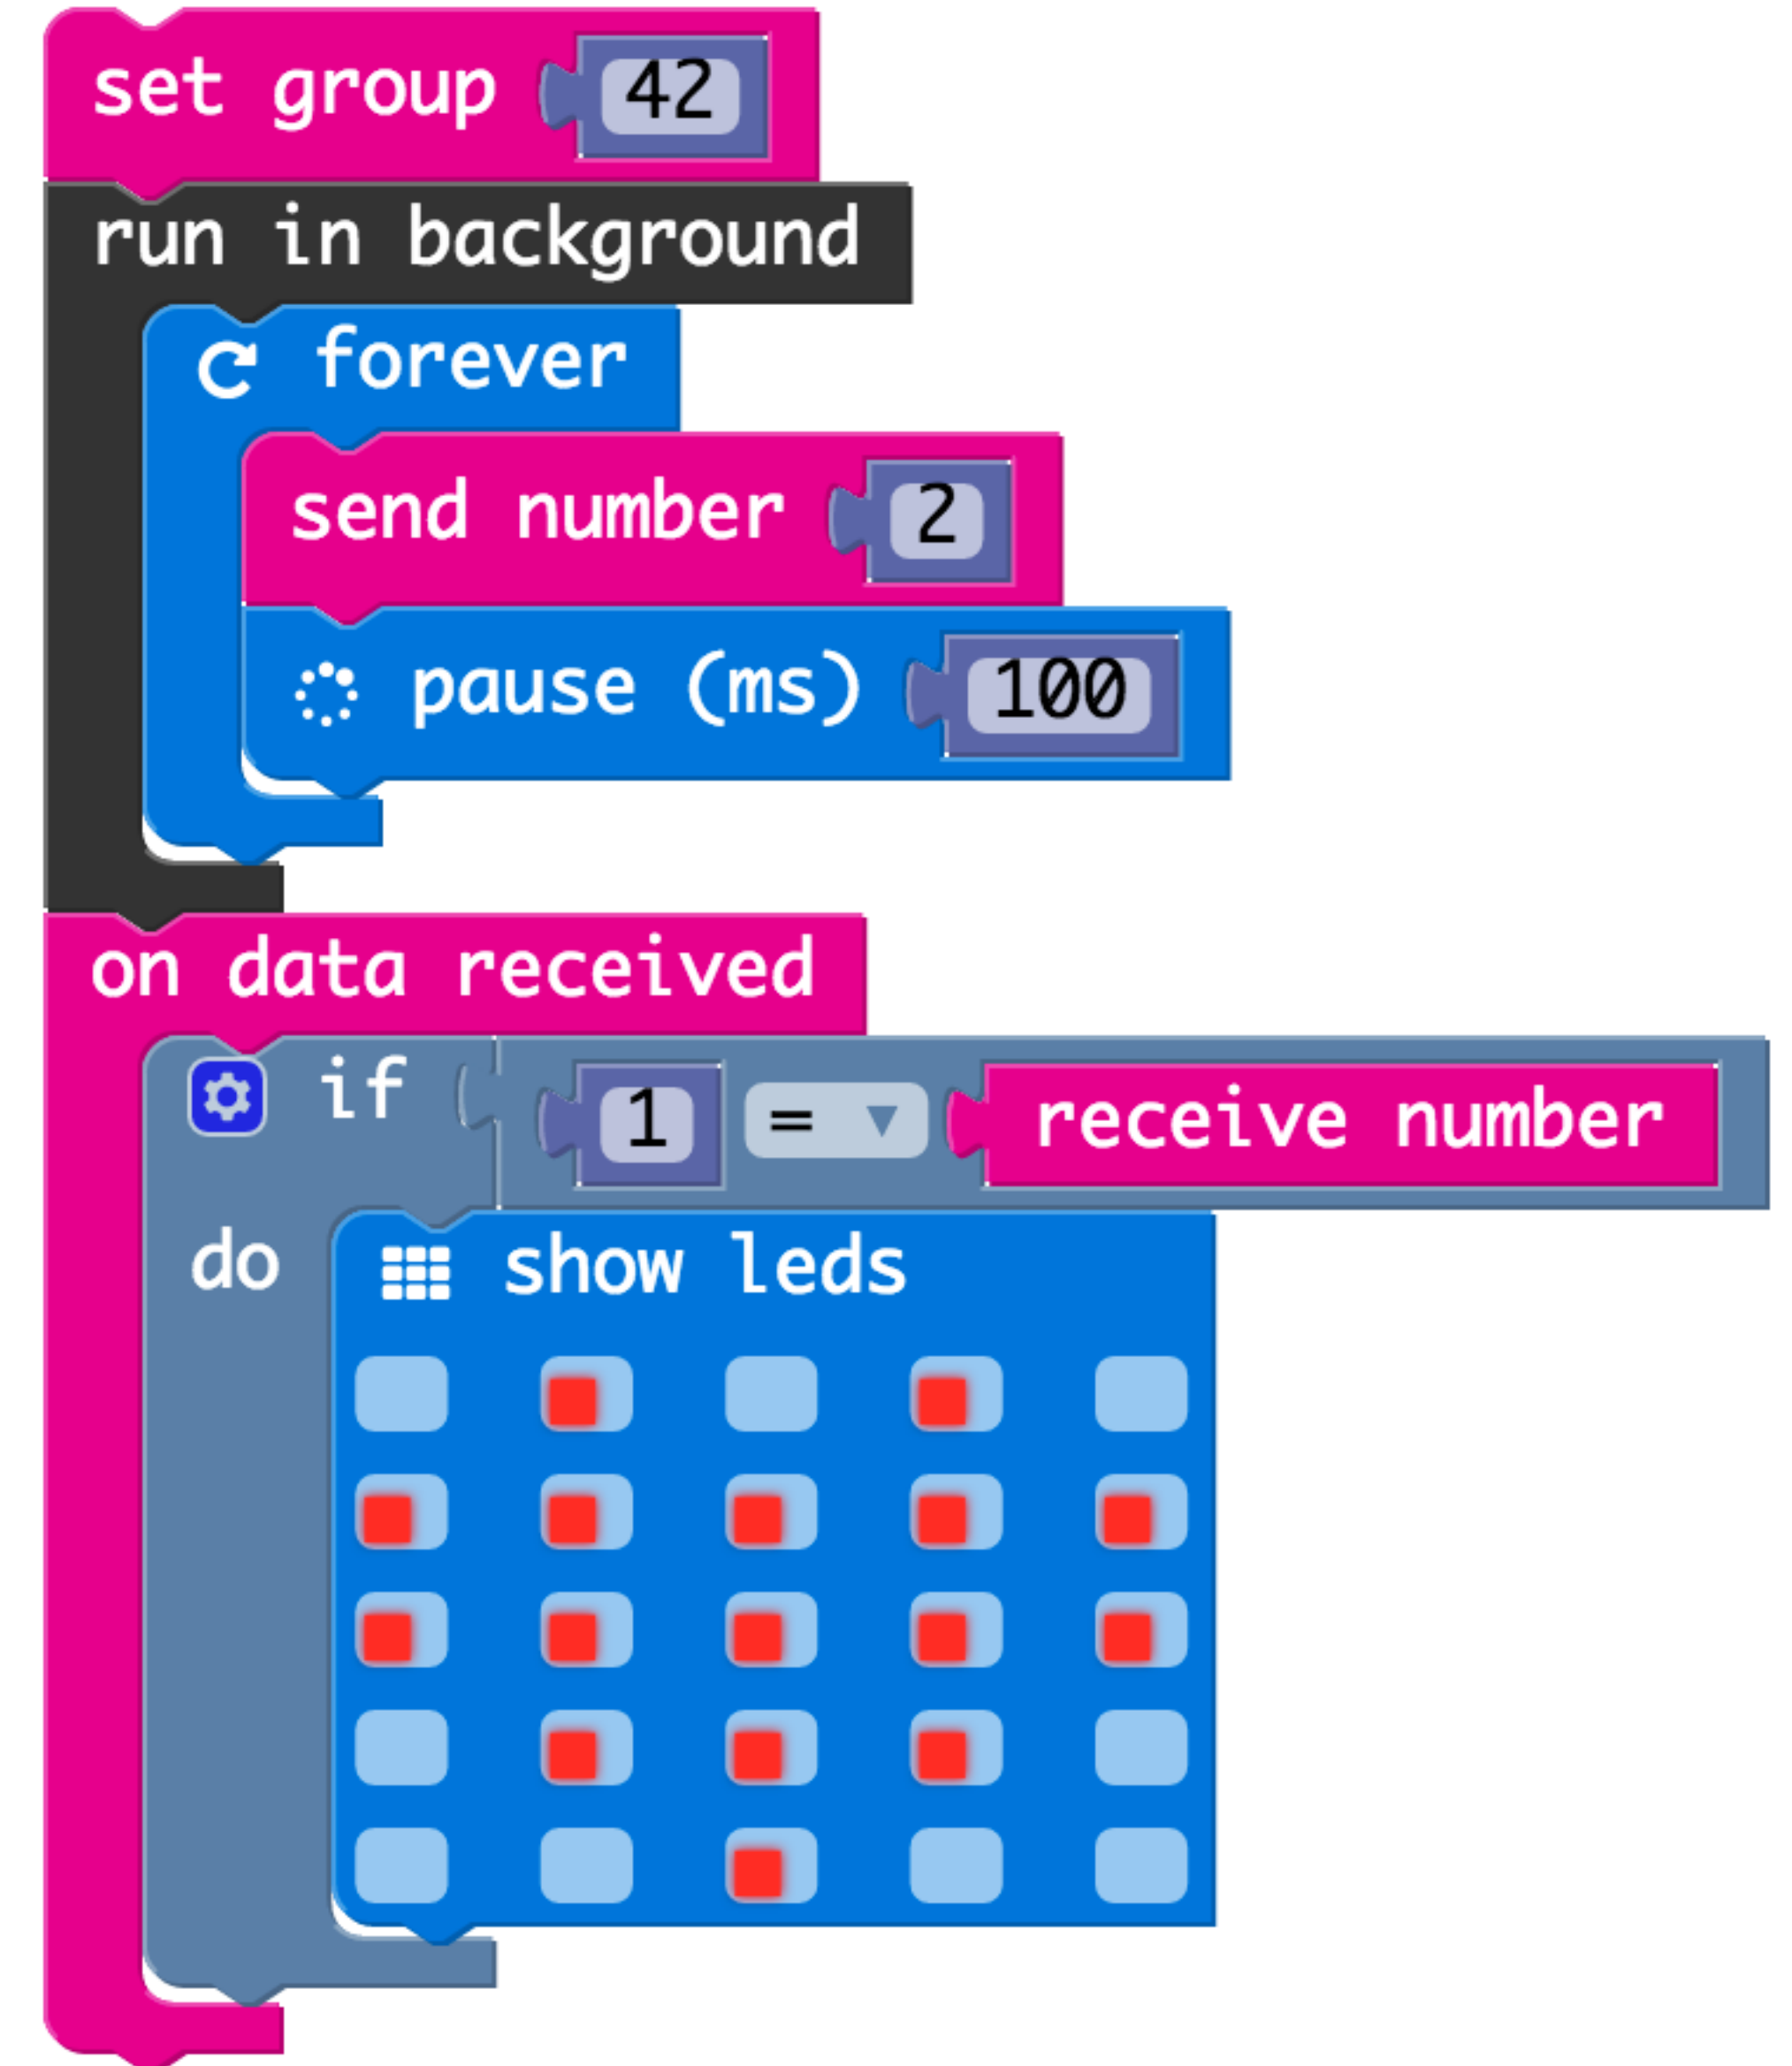 set group 42
run in background
forever
send number 2
pause (ms) 100
on data received
if 1 = ▼ receive number
do show leds